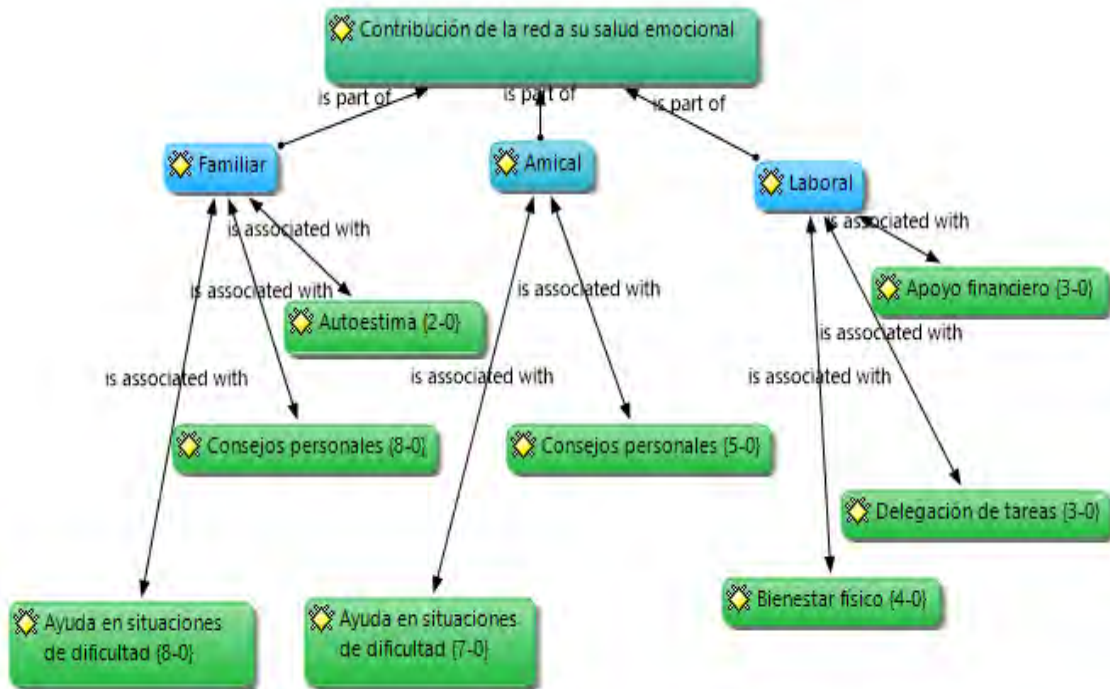 Contribución de la red a su salud emocional
is part of
is part of
is part of
Familiar
Amical
Laboral
is associated with
is associated with
is associated with
Apoyo financiero {3-0}
is associated with
is associated with
Autoestima {2-0}
is associated with
is associated with
is associated with
Consejos personales {8-0}
Consejos personales {5-0}
Delegación de tareas {3-0}
Bienestar físico {4-0}
Ayuda en situaciones
de dificultad {8-0}
Ayuda en situaciones
de dificultad {7-0}